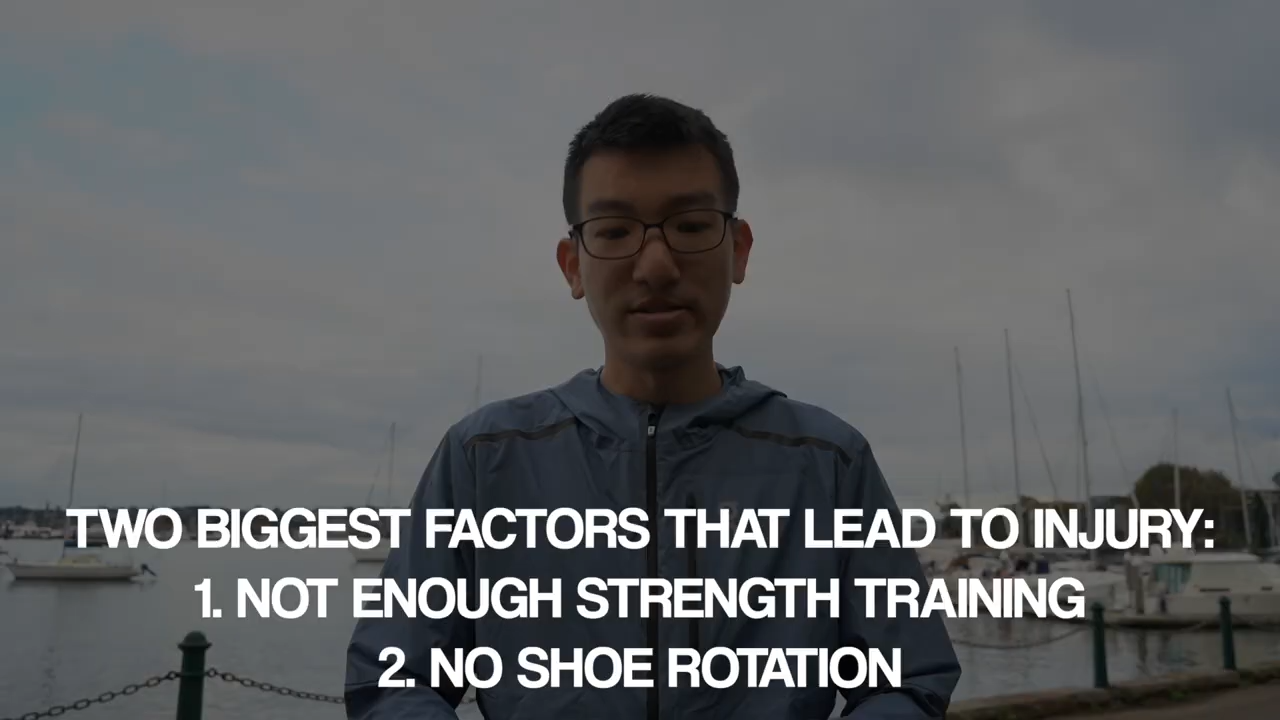 TWO BIGGEST FACTORS THAT LEAD TO INJURY:
1. NOT ENOUGH STRENGTH TRAINING
2. NO SHOE ROTATION